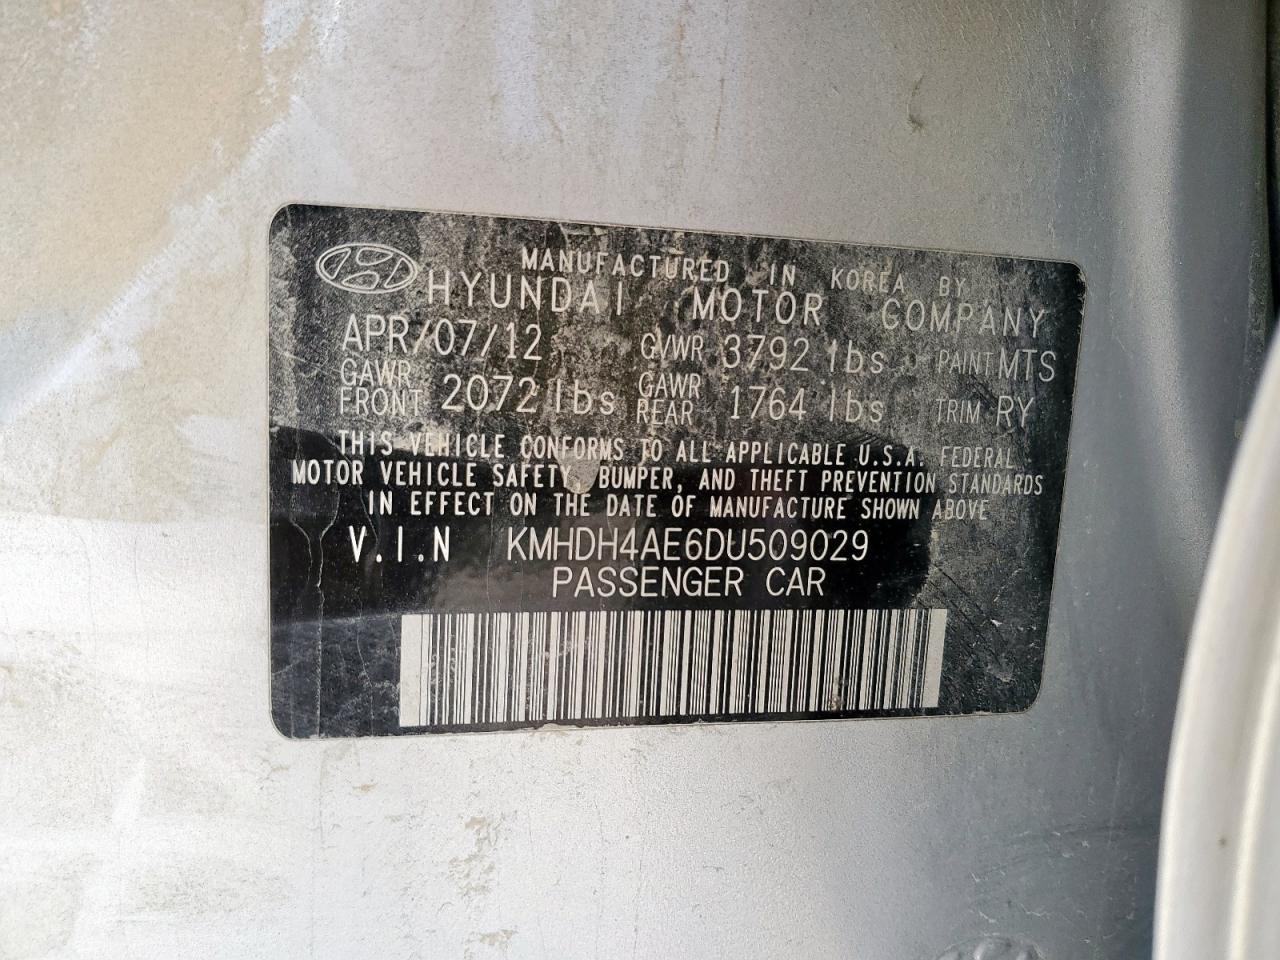 MANUFACTURED IN KOREA BY
HYUNDAI MOTOR COMPANY
APR/07/12 GVWR 3792 lbs PAINT MTS
GAWR FRONT 2072 lbs GAWR REAR 1764 lbs TRIM RY
THIS VEHICLE CONFORMS TO ALL APPLICABLE U.S.A. FEDERAL
MOTOR VEHICLE SAFETY, BUMPER, AND THEFT PREVENTION STANDARDS
IN EFFECT ON THE DATE OF MANUFACTURE SHOWN ABOVE
V.I.N KMHDH4AE6DU509029
PASSENGER CAR